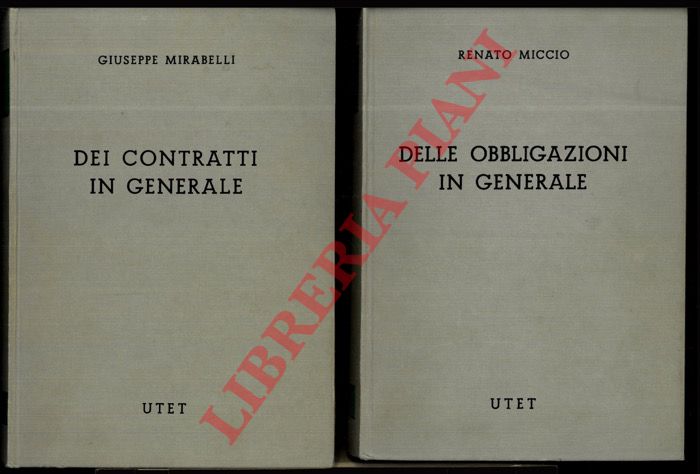 GIUSEPPE MIRABELLI
DEI CONTRATTI
IN GENERALE
UTET
RENATO MICCIO
DELLE OBBLIGAZIONI
IN GENERALE
UTET
LIBRERIA PIANI